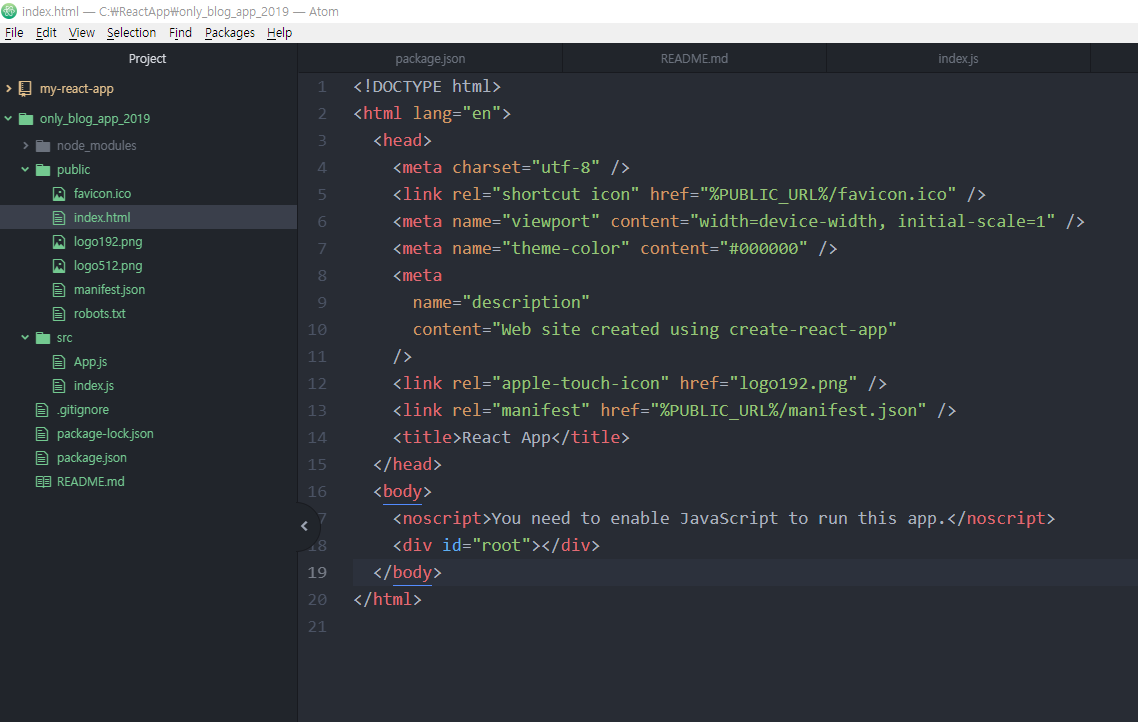 index.html — C:₩ReactApp₩only_blog_app_2019 — Atom
File Edit View Selection Find Packages Help
Project
my-react-app
only_blog_app_2019
node_modules
public
favicon.ico
index.html
logo192.png
logo512.png
manifest.json
robots.txt
src
App.js
index.js
.gitignore
package-lock.json
package.json
README.md
package.json README.md index.js
1 <!DOCTYPE html>
2 <html lang="en">
3 <head>
4 <meta charset="utf-8" />
5 <link rel="shortcut icon" href="%PUBLIC_URL%/favicon.ico" />
6 <meta name="viewport" content="width=device-width, initial-scale=1" />
7 <meta name="theme-color" content="#000000" />
8 <meta
9 name="description"
10 content="Web site created using create-react-app"
11 />
12 <link rel="apple-touch-icon" href="logo192.png" />
13 <link rel="manifest" href="%PUBLIC_URL%/manifest.json" />
14 <title>React App</title>
15 </head>
16 <body>
7 <noscript>You need to enable JavaScript to run this app.</noscript>
18 <div id="root"></div>
19 </body>
20 </html>
21